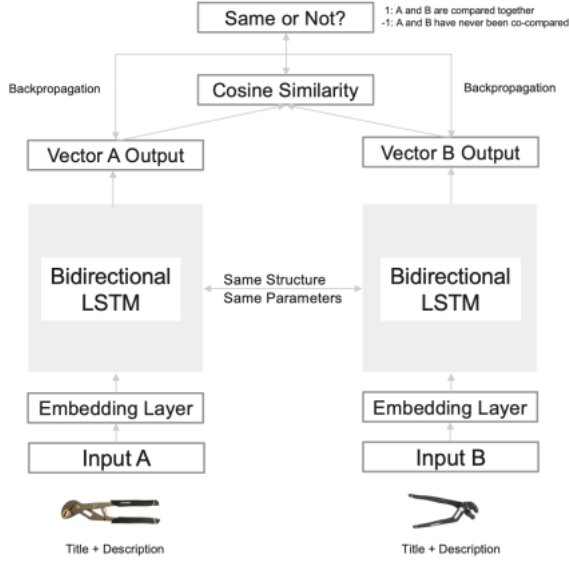 Same or Not?
1: A and B are compared together
-1: A and B have never been co-compared
Backpropagation
Cosine Similarity
Backpropagation
Vector A Output
Vector B Output
Bidirectional
LSTM
Same Structure
Same Parameters
Bidirectional
LSTM
Embedding Layer
Embedding Layer
Input A
Input B
Title + Description
Title + Description